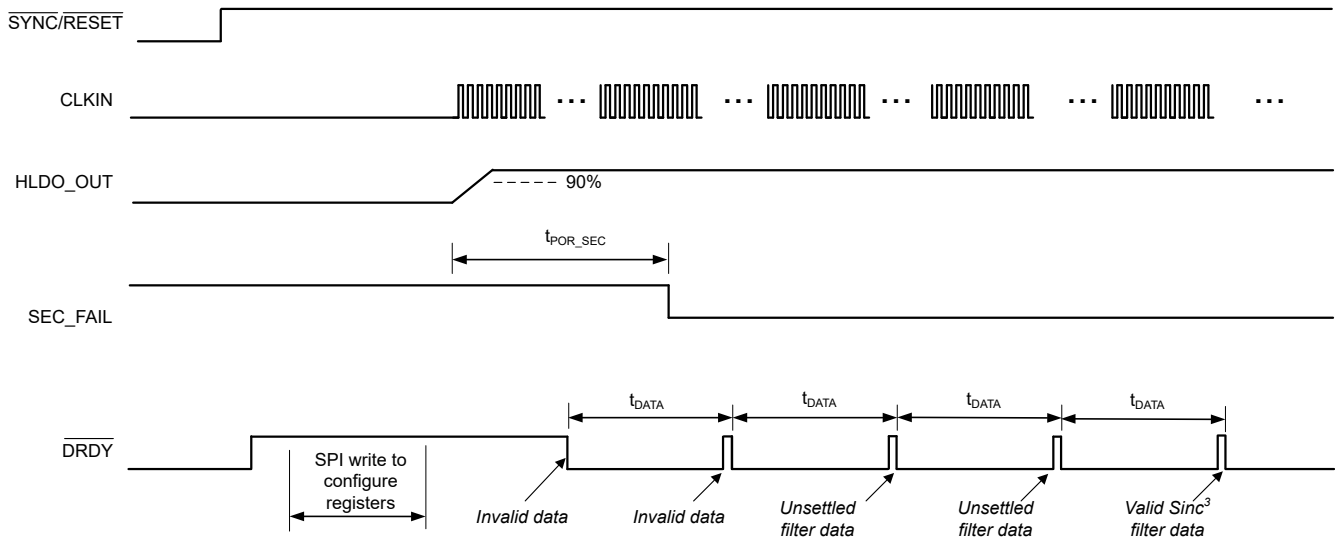 SYNC/RESET
CLKIN
... ... ... ... ...
HLDO_OUT
90%
tPOR_SEC
SEC_FAIL
tDATA tDATA tDATA tDATA
DRDY
SPI write to
configure
registers
Invalid data
Invalid data
Unsettled
filter data
Unsettled
filter data
Valid Sinc³
filter data